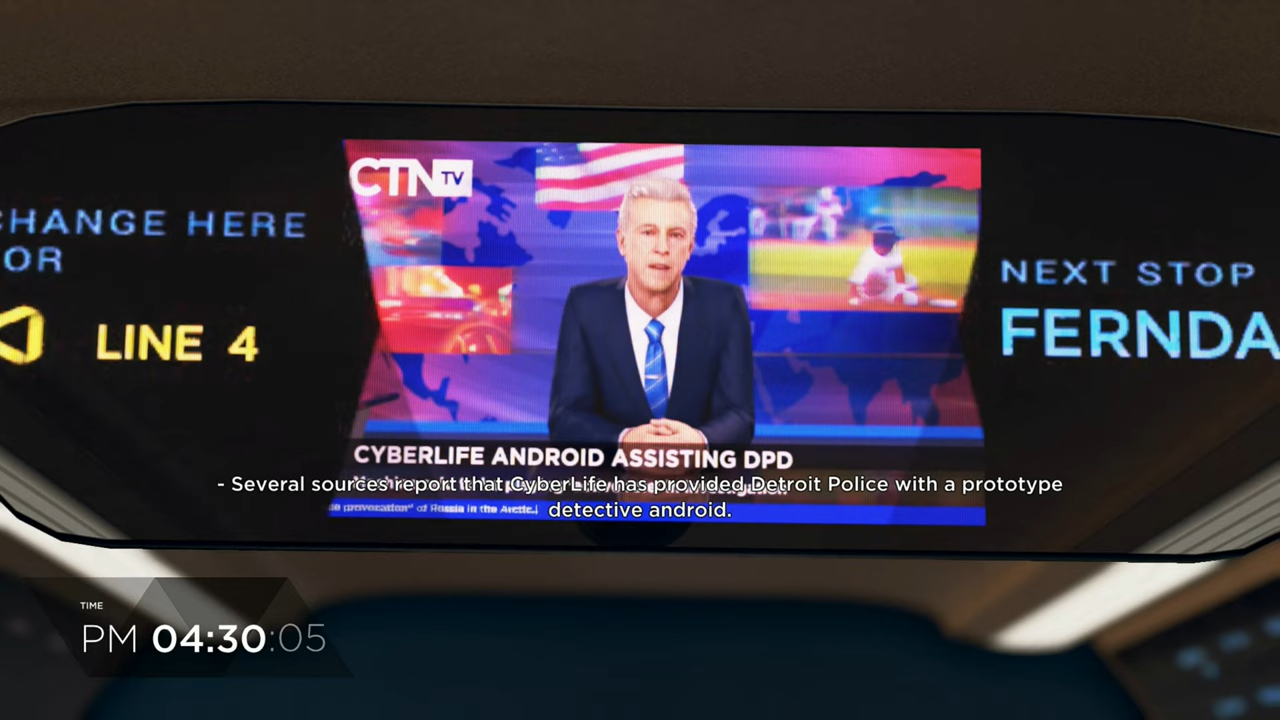 CTN TV
CHANGE HERE
OR
LINE 4
NEXT STOP
FERNDA
CYBERLIFE ANDROID ASSISTING DPD
- Several sources report that CyberLife has provided Detroit Police with a prototype
detective android.
provocation" of Russia in the Arctic.
TIME
PM 04:30:05